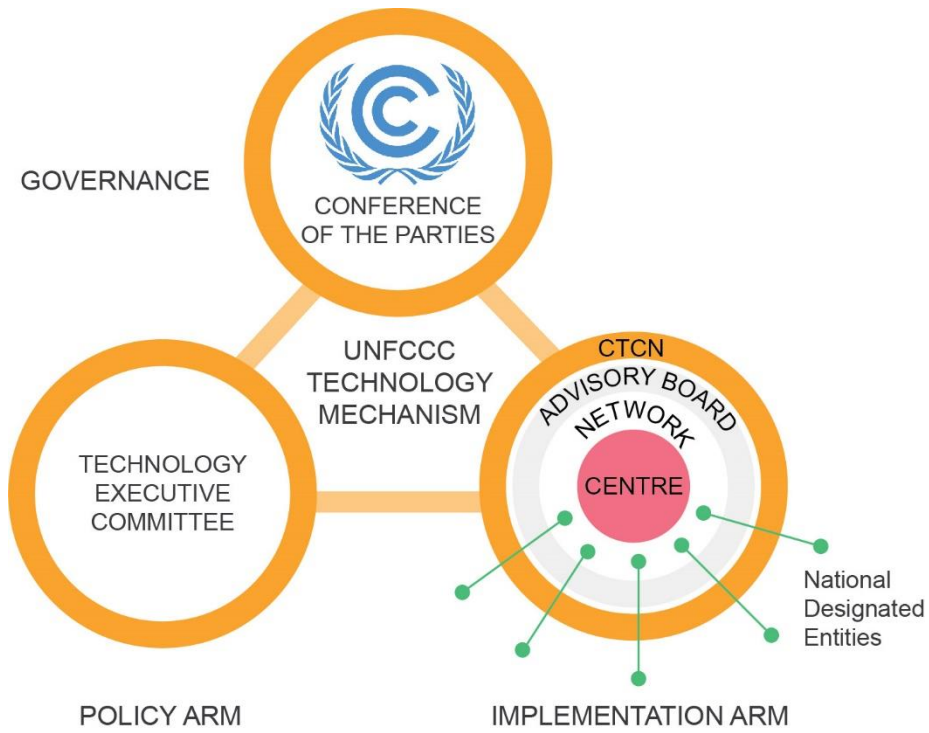 GOVERNANCE
CONFERENCE
OF THE PARTIES
UNFCCC
TECHNOLOGY
MECHANISM
TECHNOLOGY
EXECUTIVE
COMMITTEE
CTCN
ADVISORY BOARD
NETWORK
CENTRE
National
Designated
Entities
POLICY ARM
IMPLEMENTATION ARM